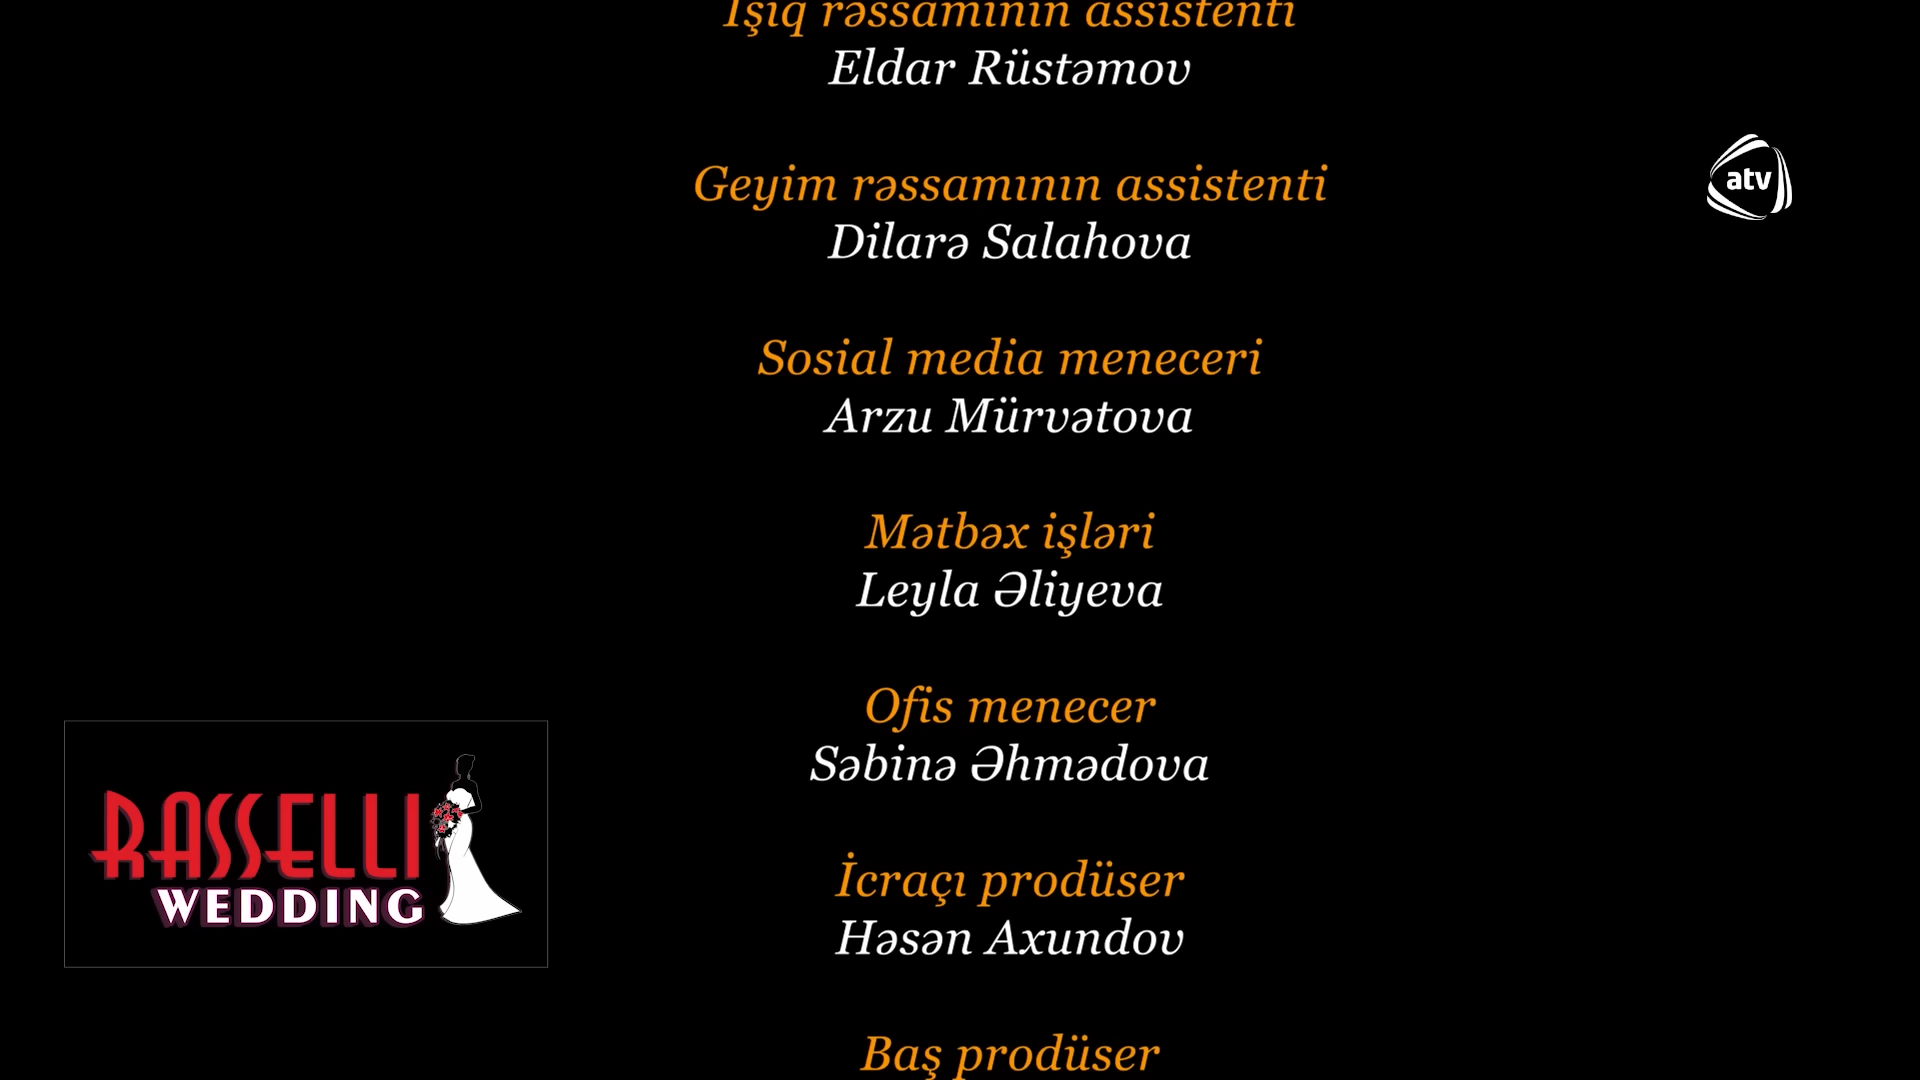 İşıq rəssamının assistenti
Eldar Rüstəmov
Geyim rəssamının assistenti
Dilarə Salahova
atv
Sosial media meneceri
Arzu Mürvətova
Mətbəx işləri
Leyla Əliyeva
Ofis menecer
Səbinə Əhmədova
RASSELLI
WEDDING
İcraçı prodüser
Həsən Axundov
Baş prodüser